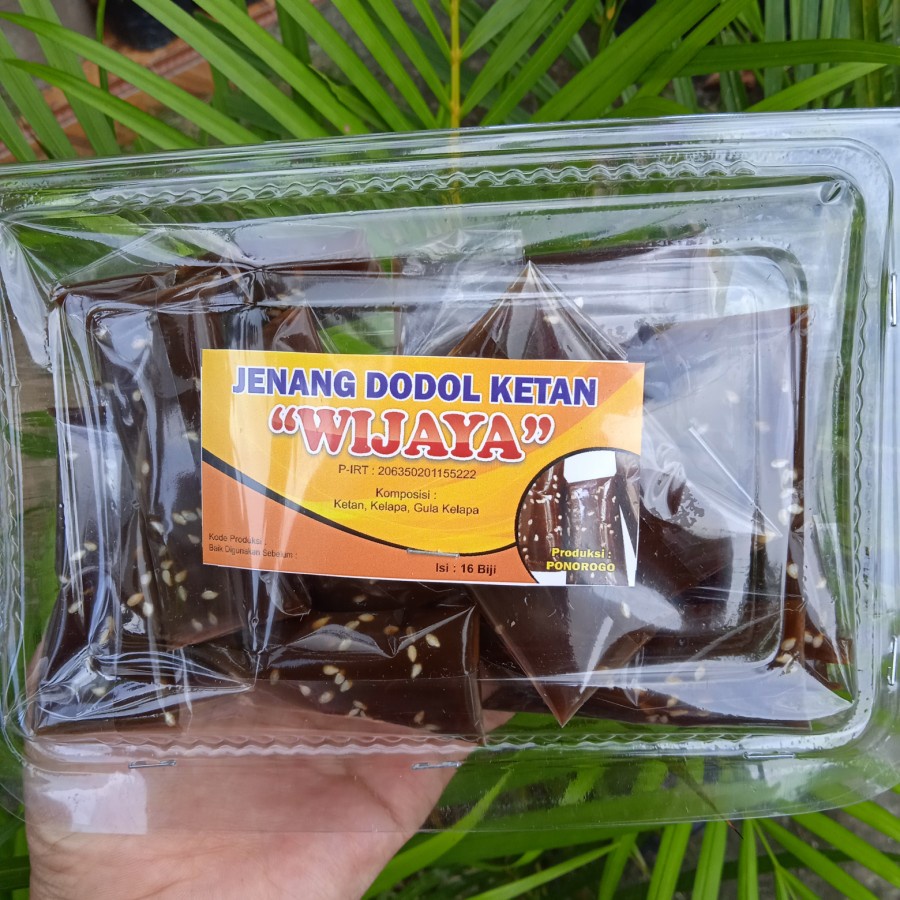 JENANG DODOL KETAN
“WIJAYA”
P-IRT : 206350201155222
Komposisi :
Ketan, Kelapa, Gula Kelapa
Kode Produksi :
Baik Digunakan Sebelum :
Isi : 16 Biji
Produksi :
PONOROGO